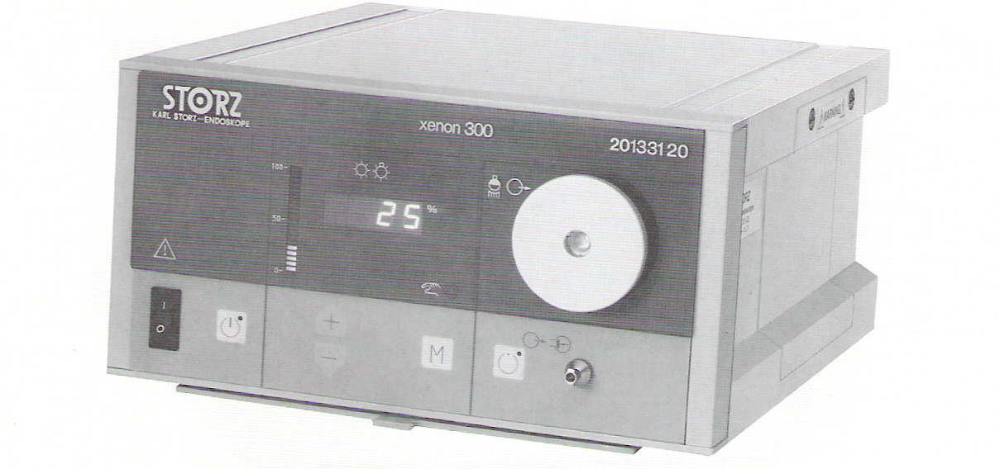 STORZ
KARL STORZ—ENDOSKOPE
xenon 300
20133120
100-
50-
0-
25 %
I
O
+
-
M
WARNING